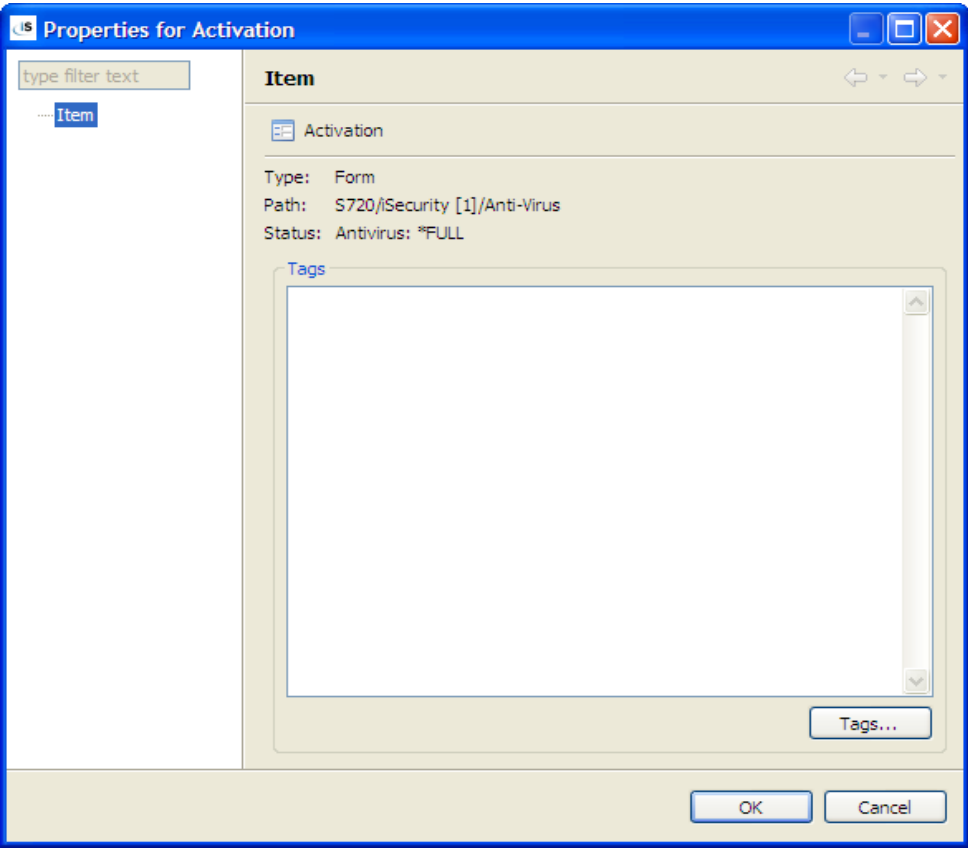 iS Properties for Activation
type filter text
Item
Item
Activation
Type: Form
Path: S720/iSecurity [1]/Anti-Virus
Status: Antivirus: *FULL
Tags
Tags...
OK
Cancel